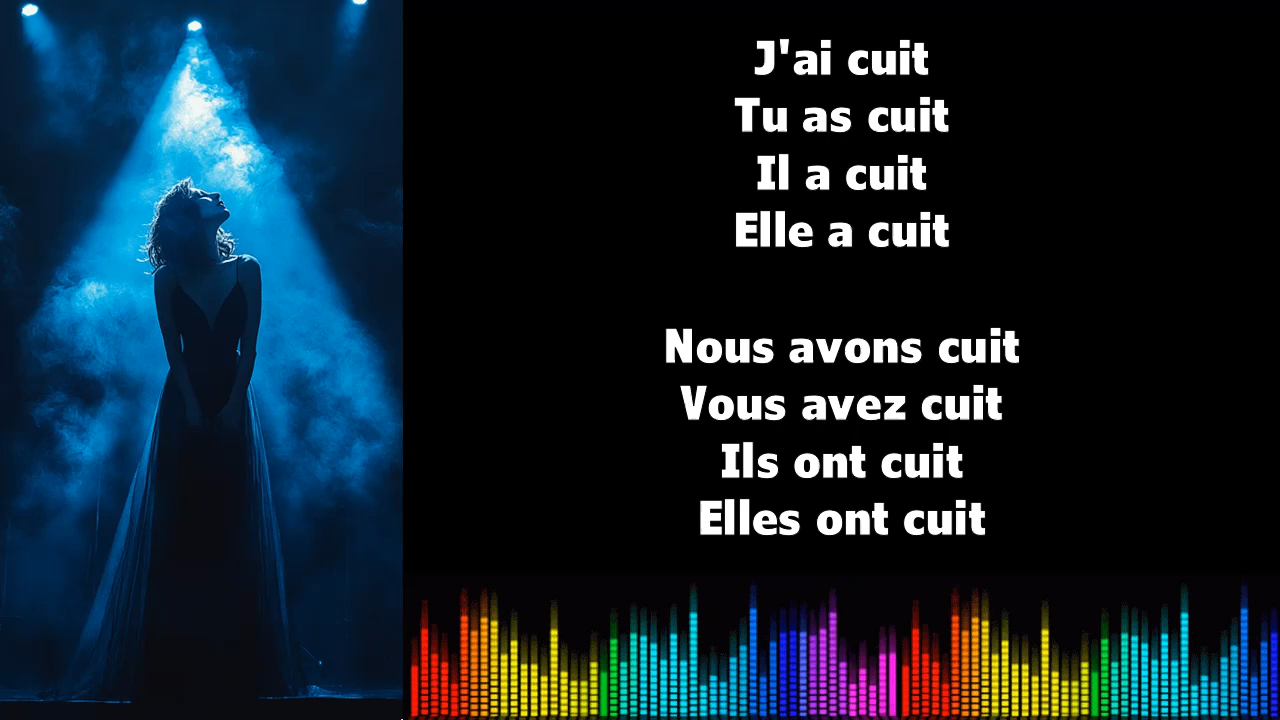 J'ai cuit
Tu as cuit
Il a cuit
Elle a cuit
Nous avons cuit
Vous avez cuit
Ils ont cuit
Elles ont cuit